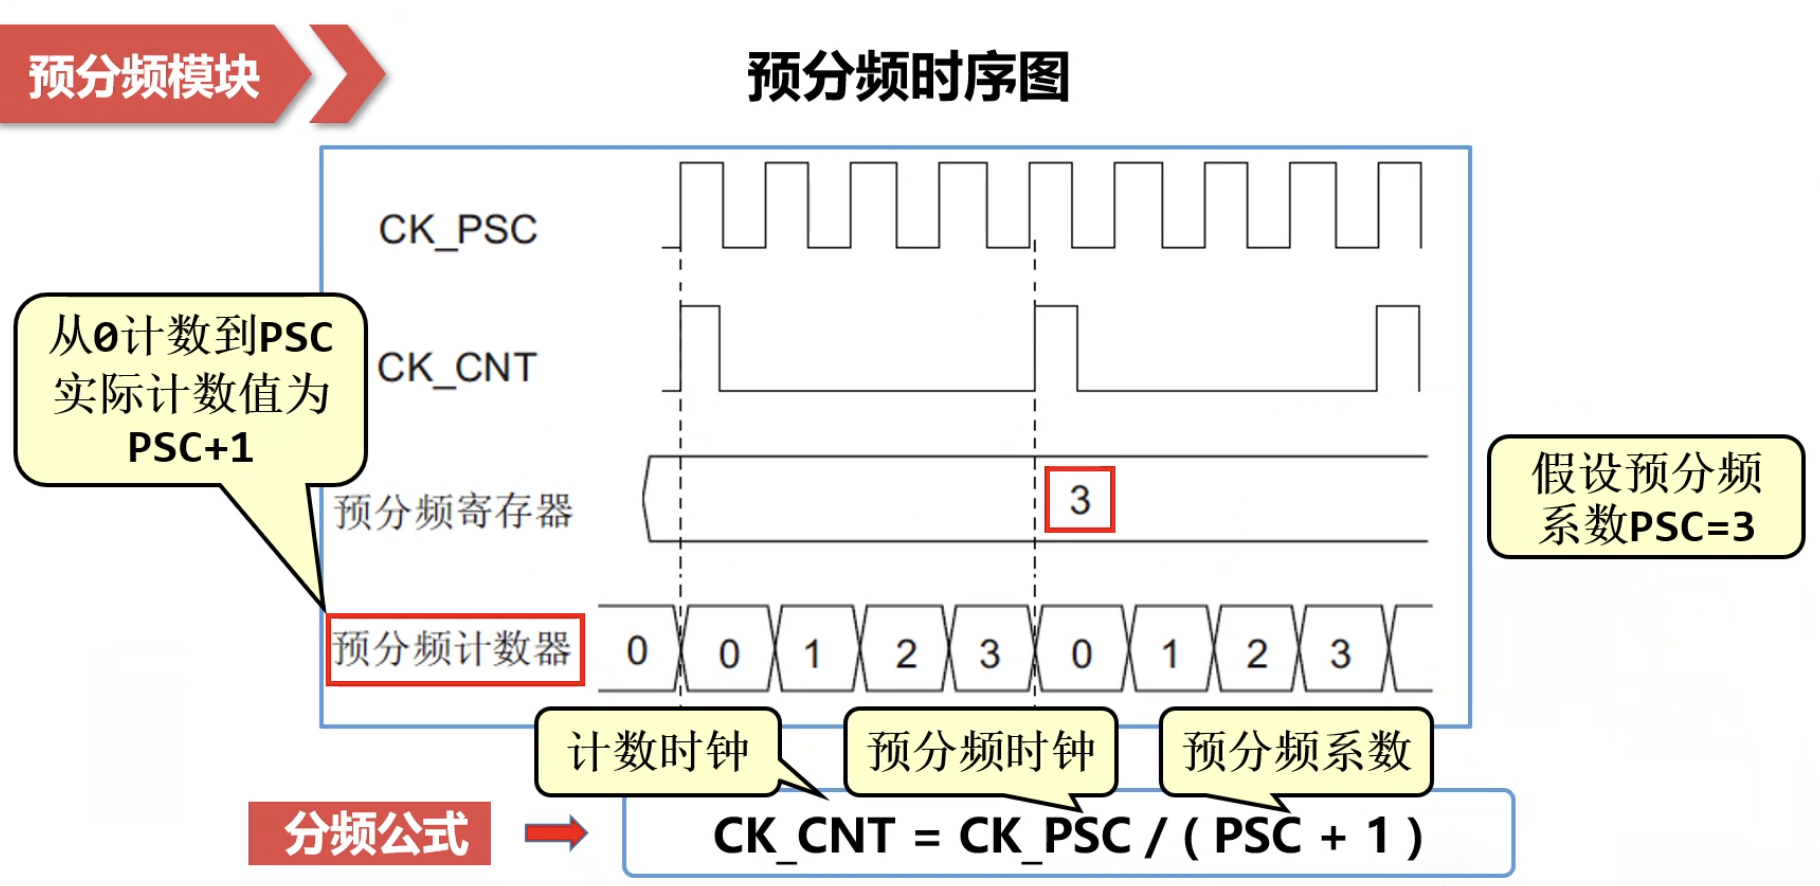 预分频模块
预分频时序图
CK_PSC
从0计数到PSC
实际计数值为
PSC+1
CK_CNT
假设预分频
系数PSC=3
预分频寄存器
3
预分频计数器
0 0 1 2 3 0 1 2 3
计数时钟
预分频时钟
预分频系数
分频公式
CK_CNT = CK_PSC / ( PSC + 1 )